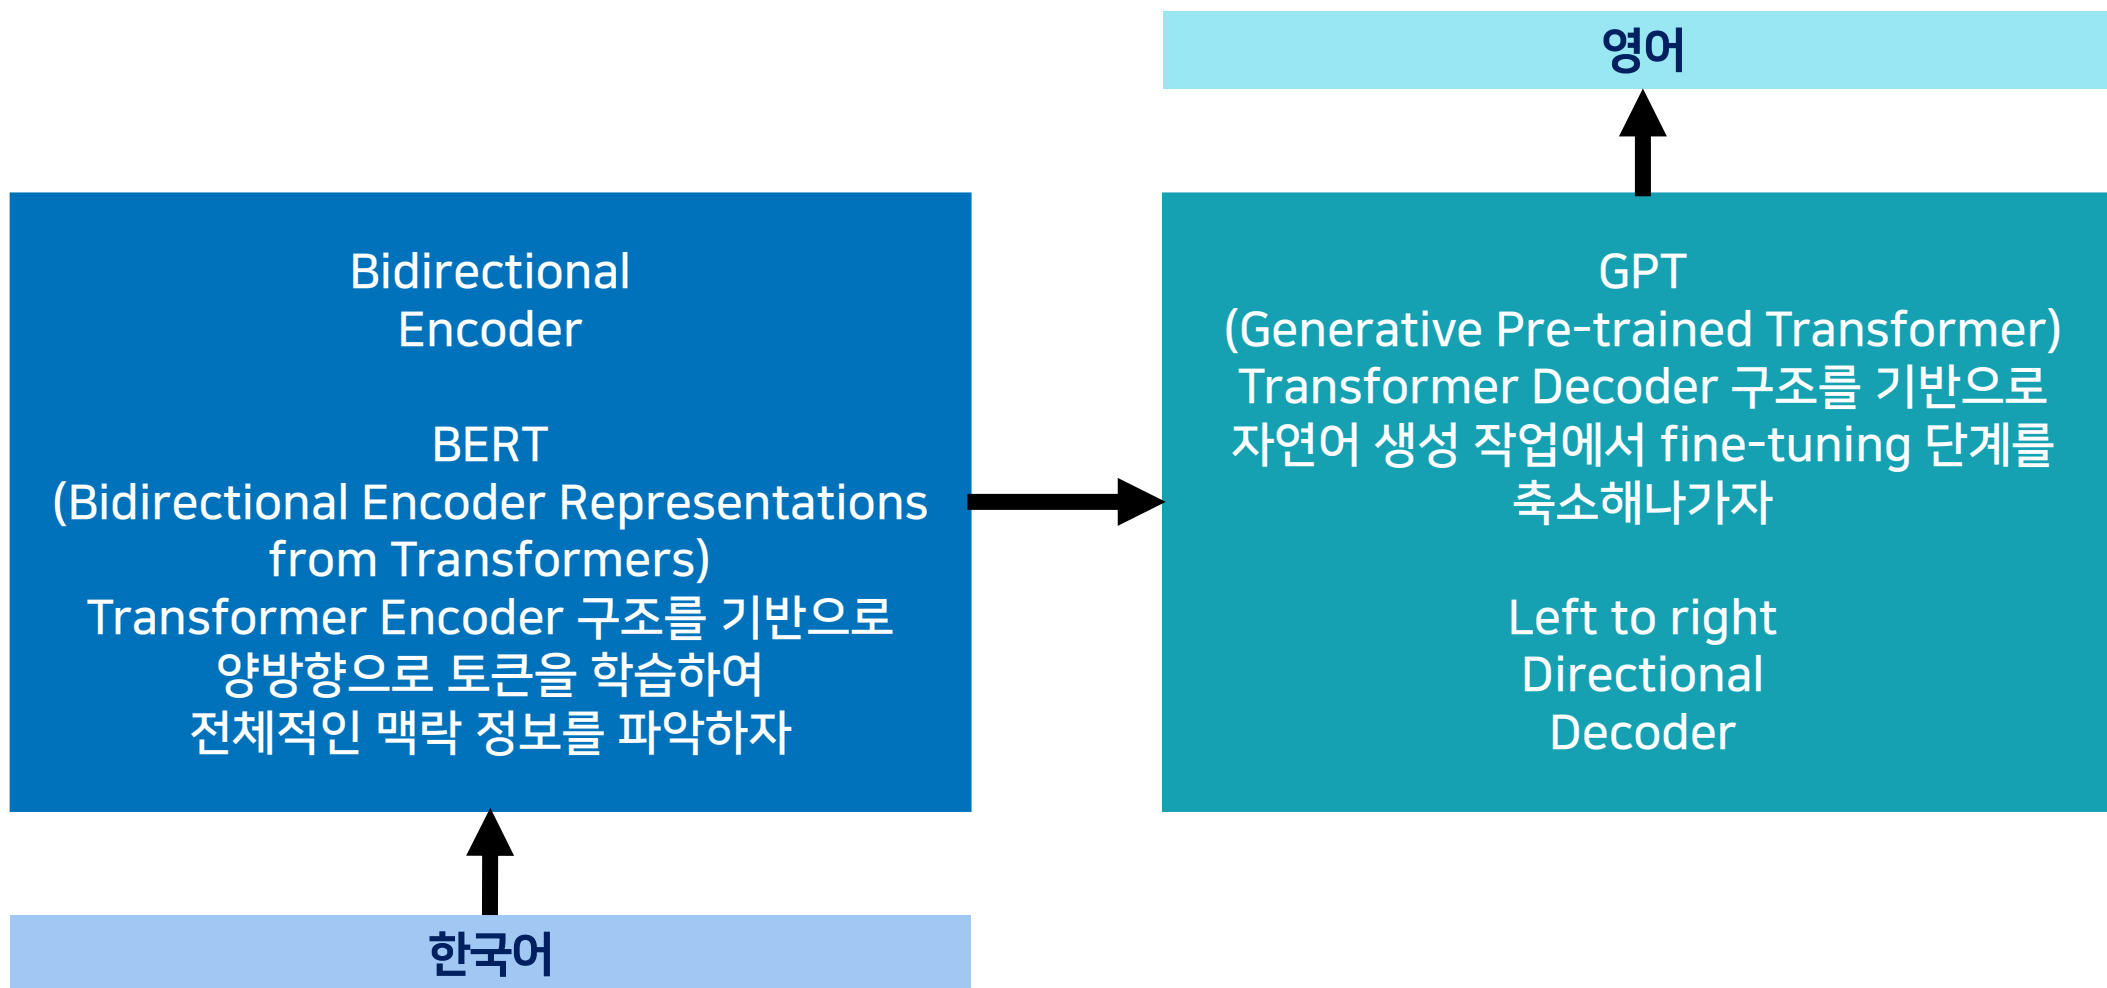 영어
Bidirectional
Encoder
BERT
(Bidirectional Encoder Representations
from Transformers)
Transformer Encoder 구조를 기반으로
양방향으로 토큰을 학습하여
전체적인 맥락 정보를 파악하자
GPT
(Generative Pre-trained Transformer)
Transformer Decoder 구조를 기반으로
자연어 생성 작업에서 fine-tuning 단계를
축소해나가자
Left to right
Directional
Decoder
한국어